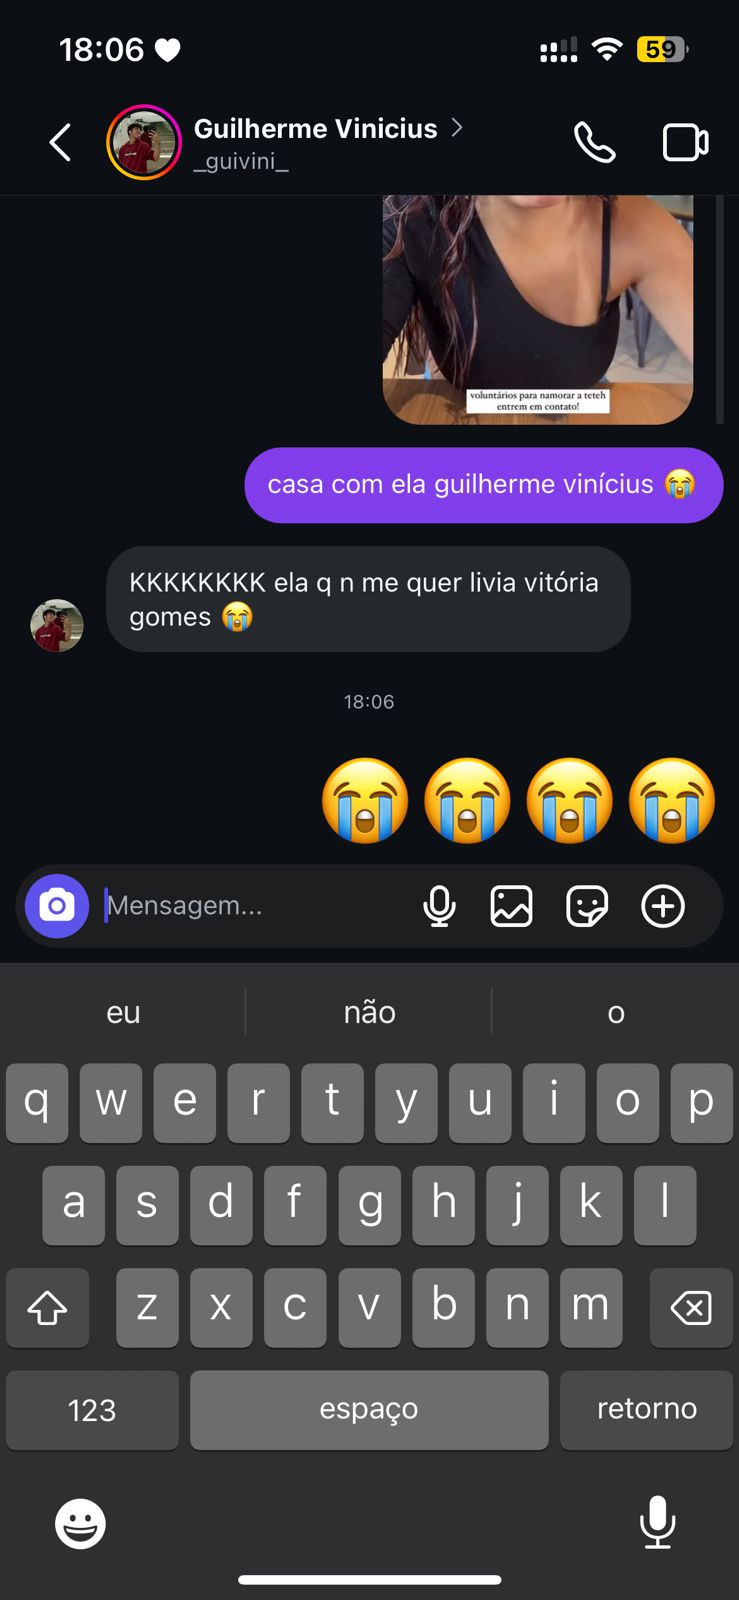 18:06
59
Guilherme Vinicius
_guivini_
voluntários para namorar a teteh
entrem em contato!
casa com ela guilherme vinícius 😭
KKKKKKKK ela q n me quer livia vitória
gomes 😭
18:06
😭😭😭😭
Mensagem...
eu não o
q w e r t y u i o p
a s d f g h j k l
z x c v b n m
123 espaço retorno